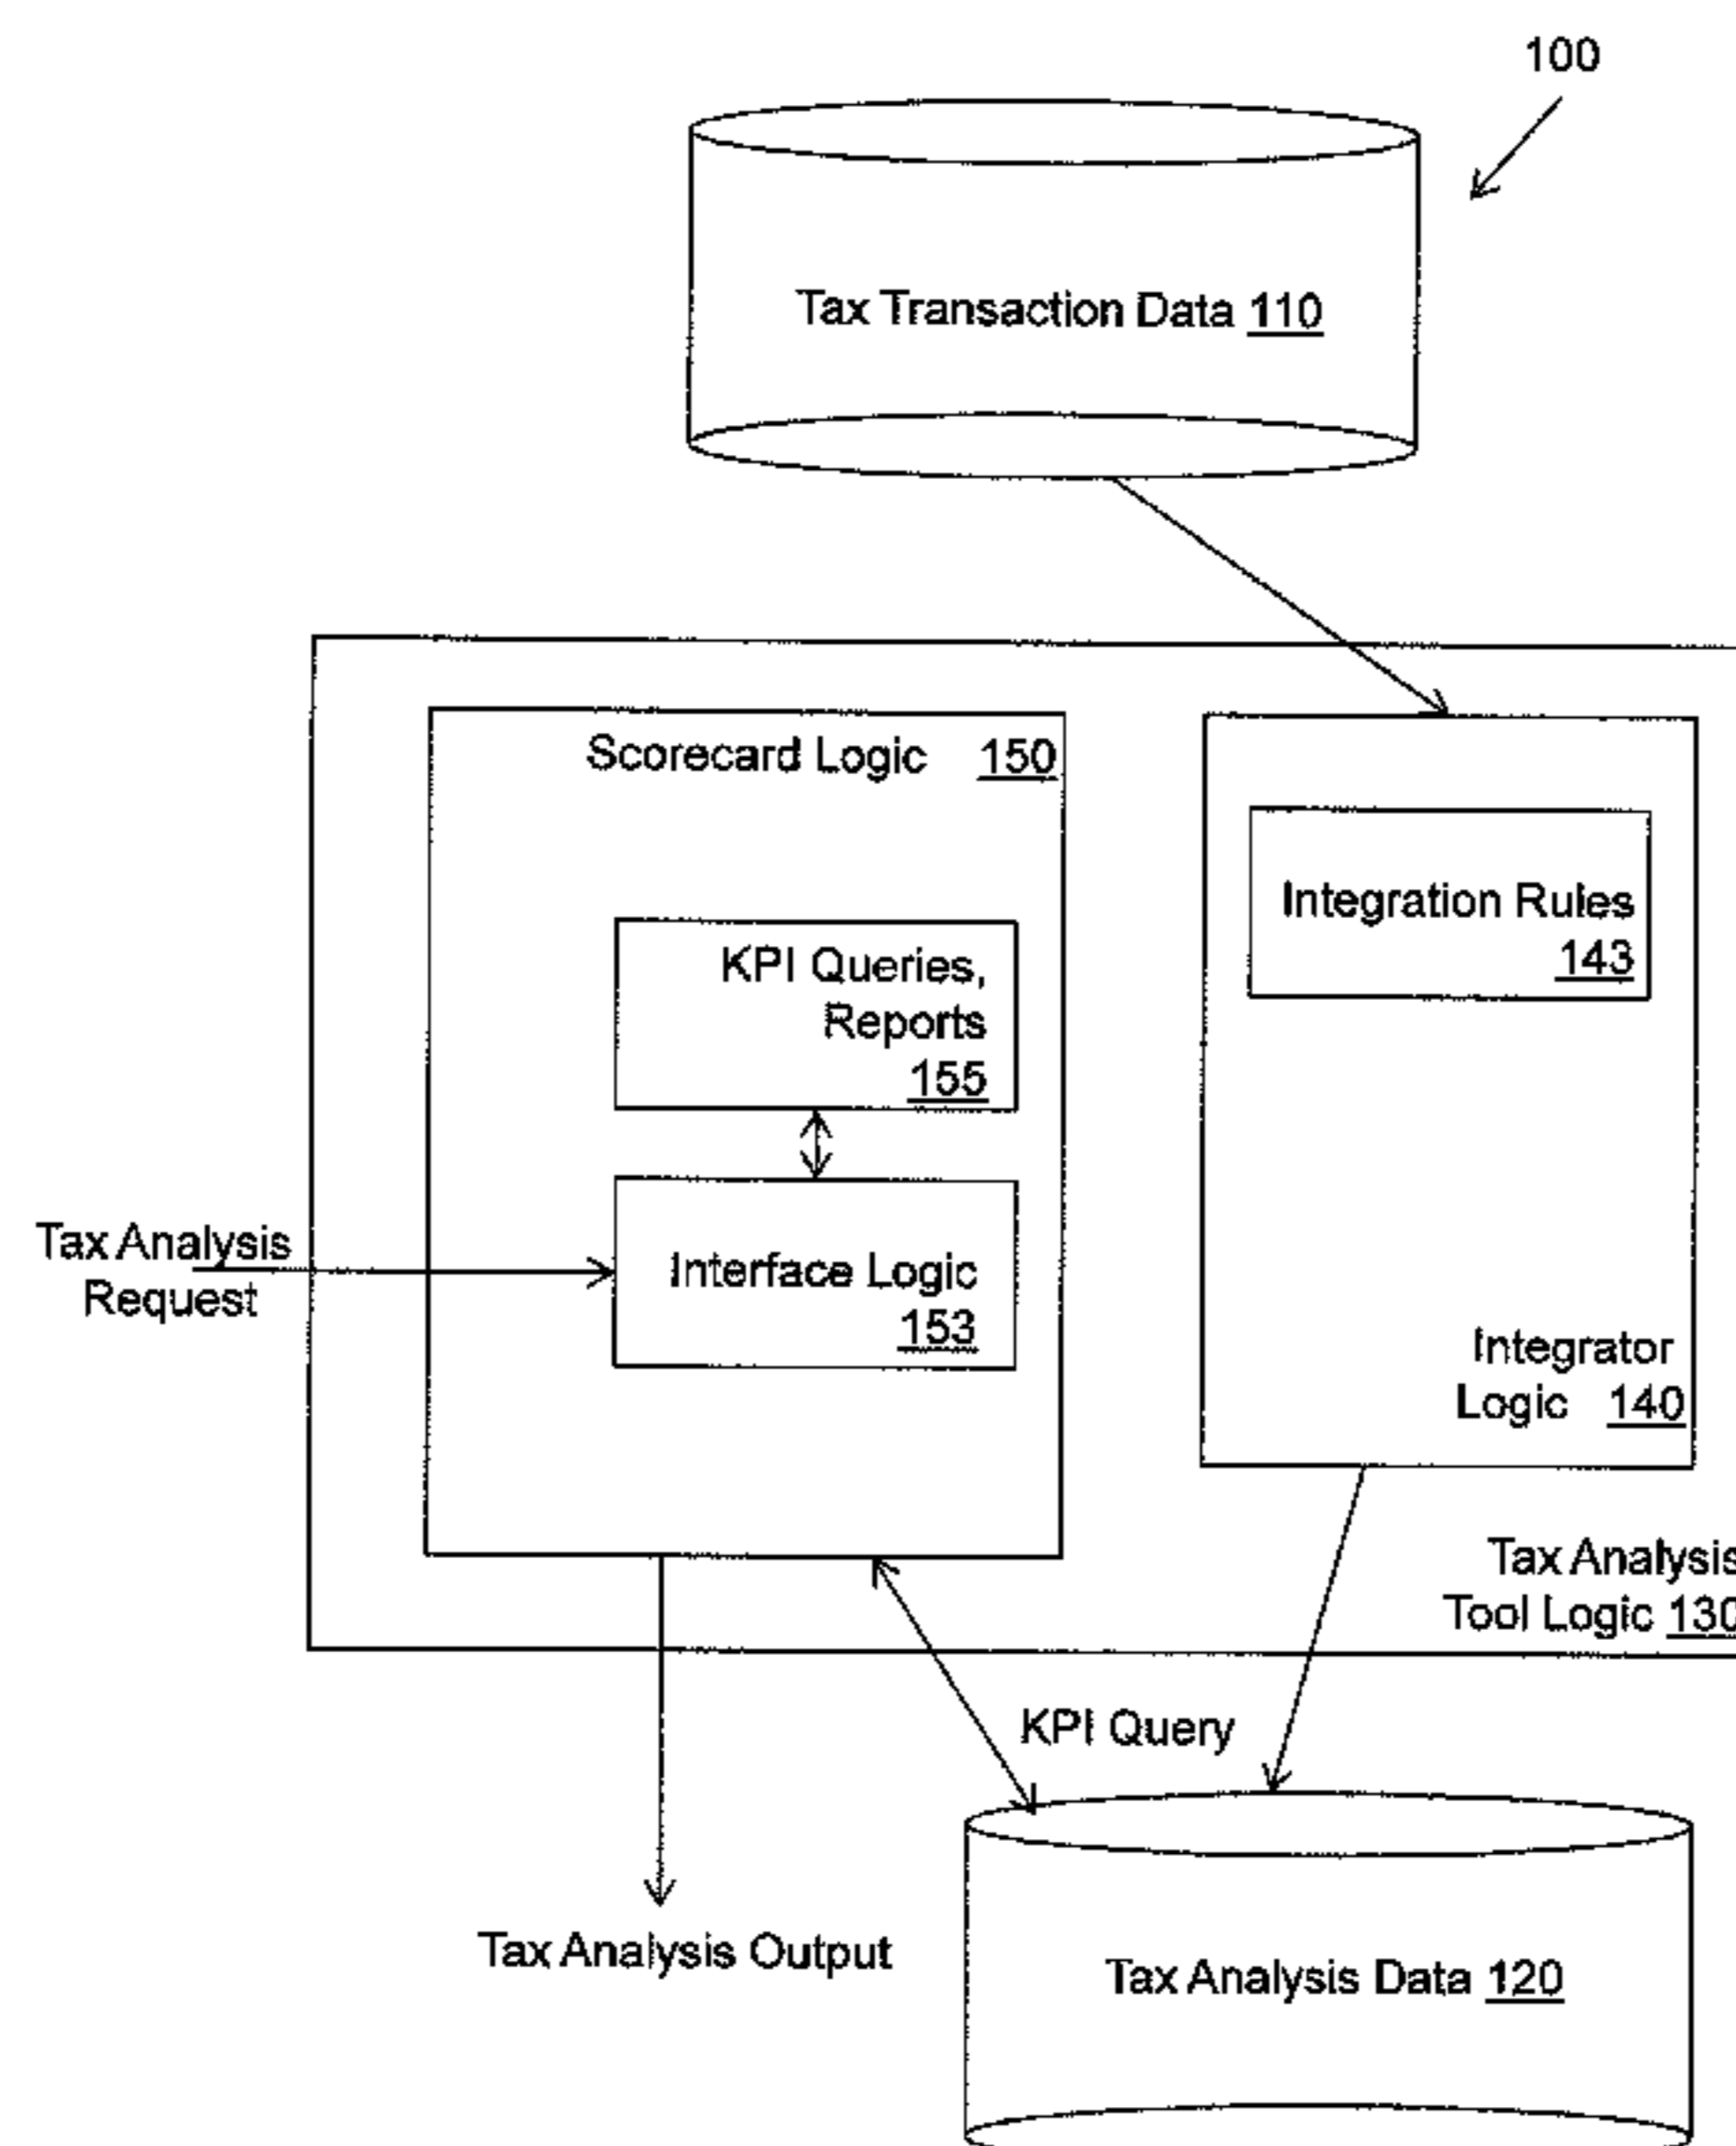 100
Tax Transaction Data 110
Scorecard Logic 150
Integration Rules
143
KPI Queries,
Reports
155
Tax Analysis
Request
Interface Logic
153
Integrator
Logic 140
Tax Analysis
Tool Logic 130
KPI Query
Tax Analysis Output
Tax Analysis Data 120